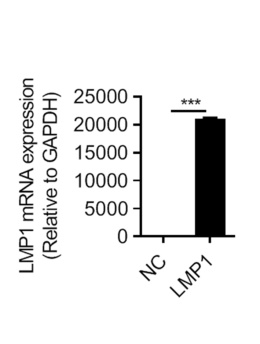 LMP1 mRNA expression
(Relative to GAPDH)
25000
20000
15000
10000
5000
0
***
NC
LMP1